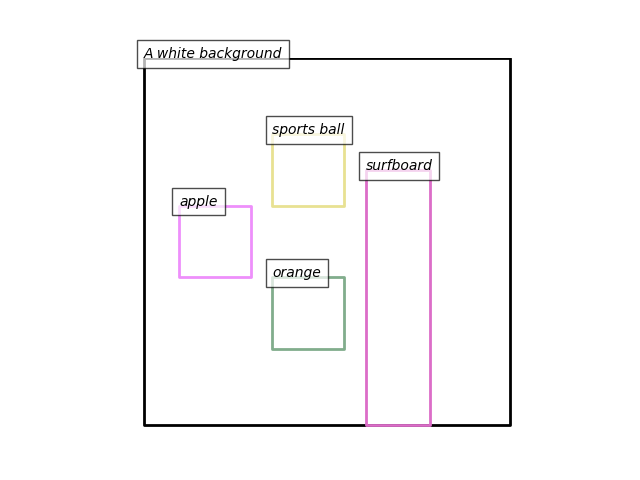 A white background
sports ball
surfboard
apple
orange